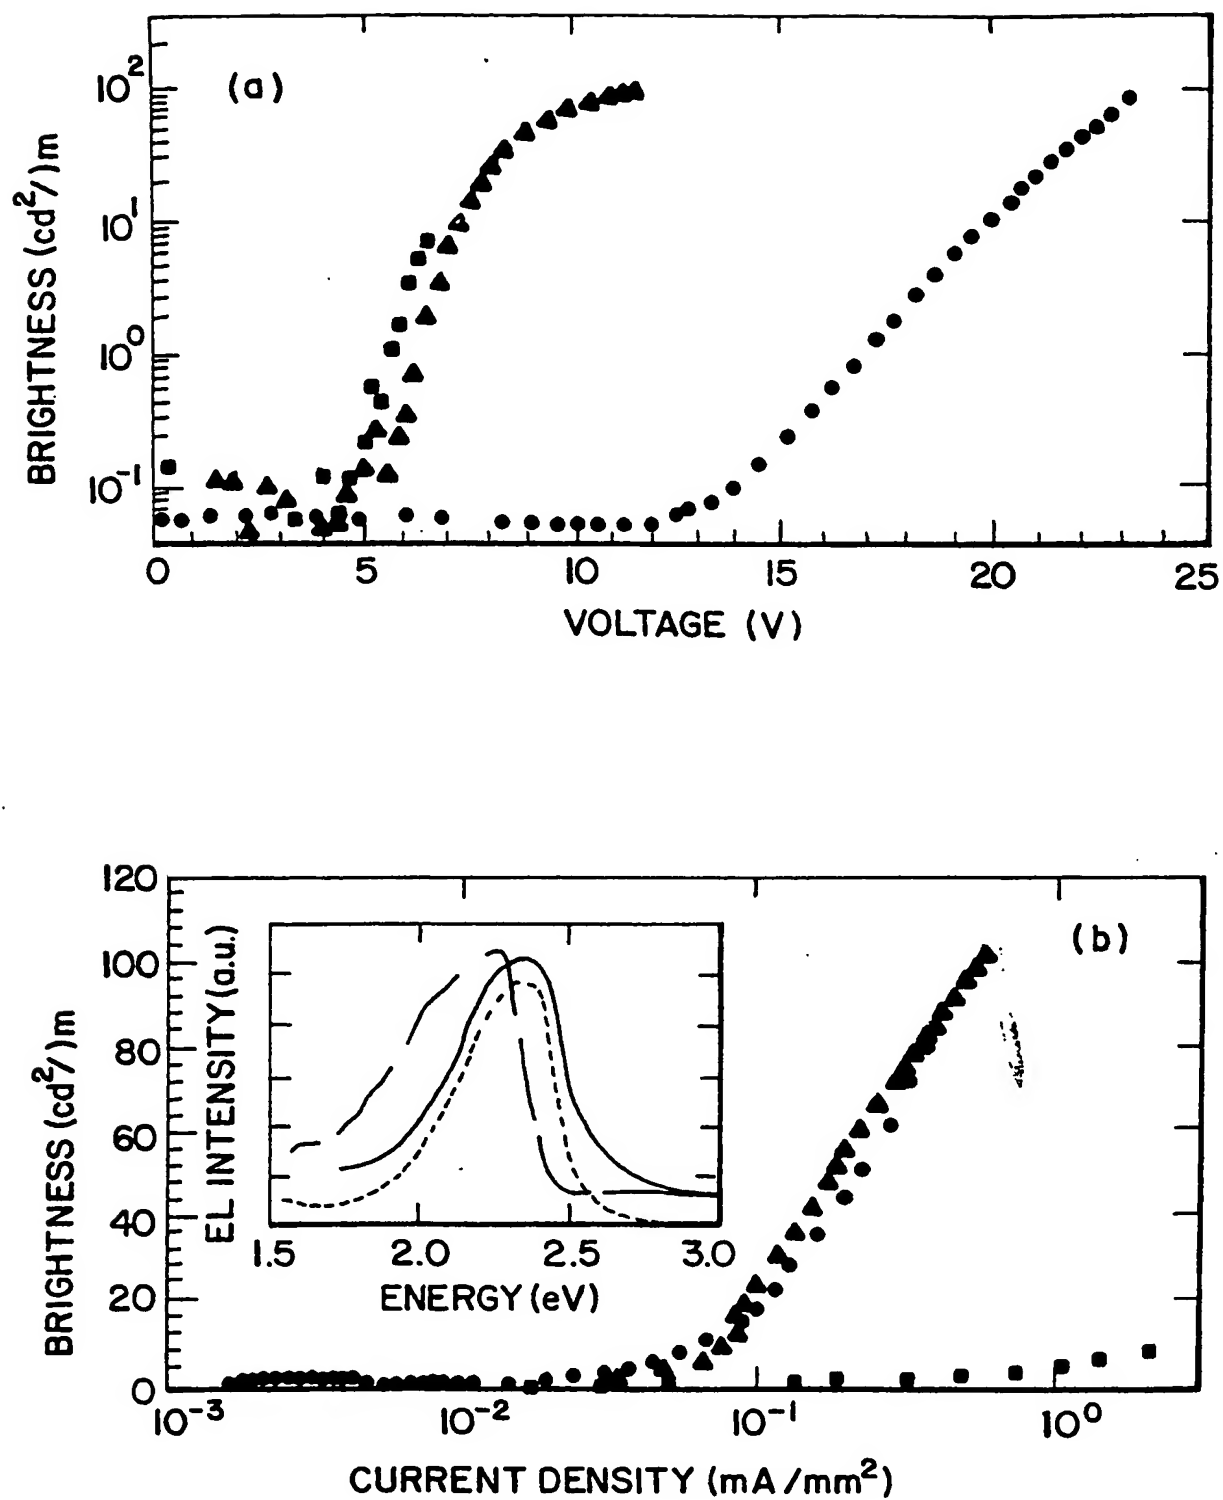 (a)
BRIGHTNESS (cd²/)m
10²
10¹
10⁰
10⁻¹
0 5 10 15 20 25
VOLTAGE (V)
(b)
BRIGHTNESS (cd²/)m
120
100
80
60
40
20
0
EL INTENSITY (a.u.)
1.5 2.0 2.5 3.0
ENERGY (eV)
10⁻³ 10⁻² 10⁻¹ 10⁰
CURRENT DENSITY (mA/mm²)